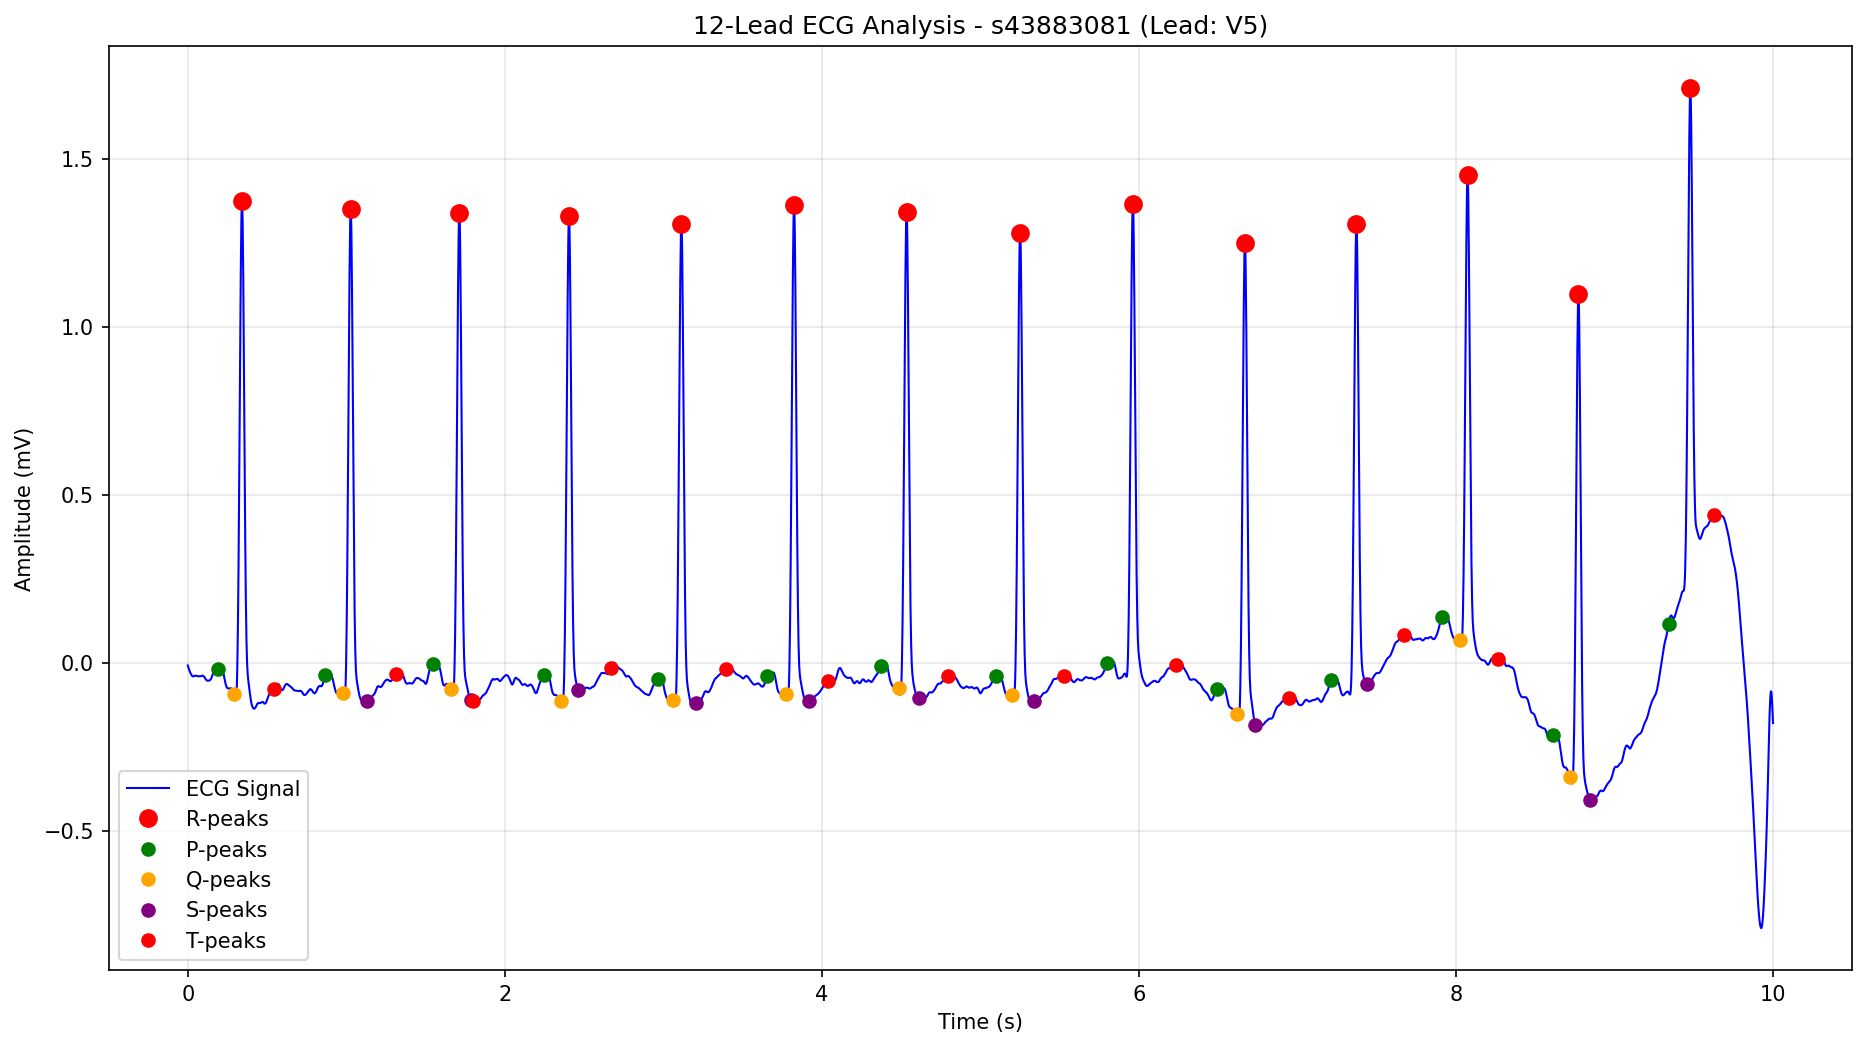 12-Lead ECG Analysis - s43883081 (Lead: V5)
Amplitude (mV)
1.5
1.0
0.5
0.0
−0.5
ECG Signal
R-peaks
P-peaks
Q-peaks
S-peaks
T-peaks
0 2 4 6 8 10
Time (s)